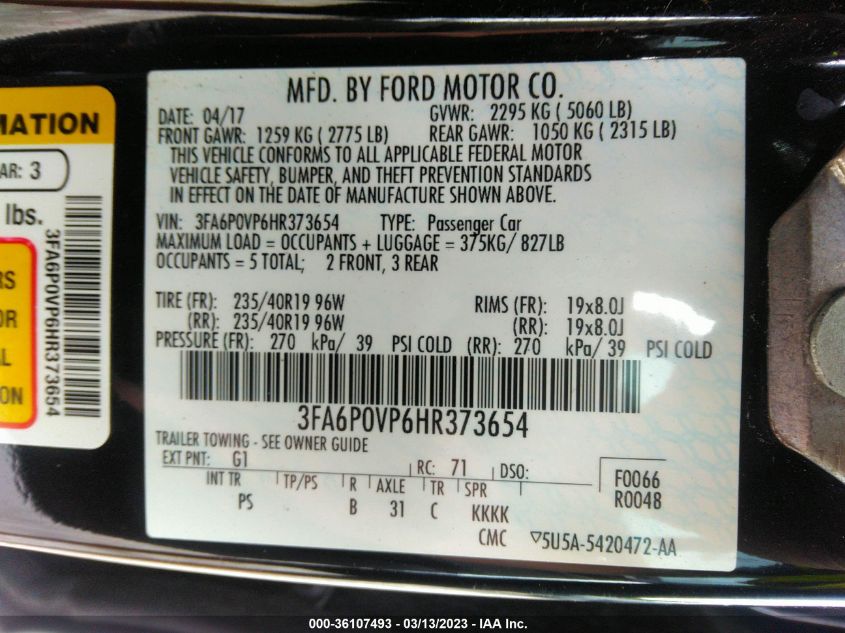 MATION
AR: 3
lbs.
RS
OR
AL
ON
3FA6P0VP6HR373654
MFD. BY FORD MOTOR CO.
DATE: 04/17 GVWR: 2295 KG ( 5060 LB)
FRONT GAWR: 1259 KG ( 2775 LB) REAR GAWR: 1050 KG ( 2315 LB)
THIS VEHICLE CONFORMS TO ALL APPLICABLE FEDERAL MOTOR
VEHICLE SAFETY, BUMPER, AND THEFT PREVENTION STANDARDS
IN EFFECT ON THE DATE OF MANUFACTURE SHOWN ABOVE.
VIN: 3FA6P0VP6HR373654 TYPE: Passenger Car
MAXIMUM LOAD = OCCUPANTS + LUGGAGE = 375KG/ 827LB
OCCUPANTS = 5 TOTAL; 2 FRONT, 3 REAR
TIRE (FR): 235/40R19 96W RIMS (FR): 19x8.0J
(RR): 235/40R19 96W (RR): 19x8.0J
PRESSURE (FR): 270 kPa/ 39 PSI COLD (RR): 270 kPa/ 39 PSI COLD
3FA6P0VP6HR373654
TRAILER TOWING - SEE OWNER GUIDE
EXT PNT: G1 RC: 71 DSO: F0066
INT TR TP/PS R AXLE TR SPR R0048
PS B 31 C KKKK
CMC ▽5U5A-5420472-AA
000-36107493 - 03/13/2023 - IAA Inc.